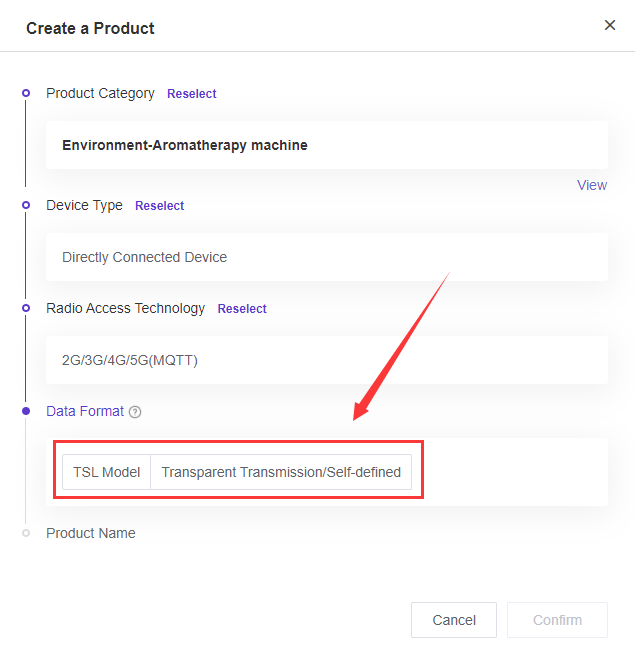 Create a Product
Product Category Reselect
Environment-Aromatherapy machine
View
Device Type Reselect
Directly Connected Device
Radio Access Technology Reselect
2G/3G/4G/5G(MQTT)
Data Format ?
TSL Model Transparent Transmission/Self-defined
Product Name
Cancel Confirm